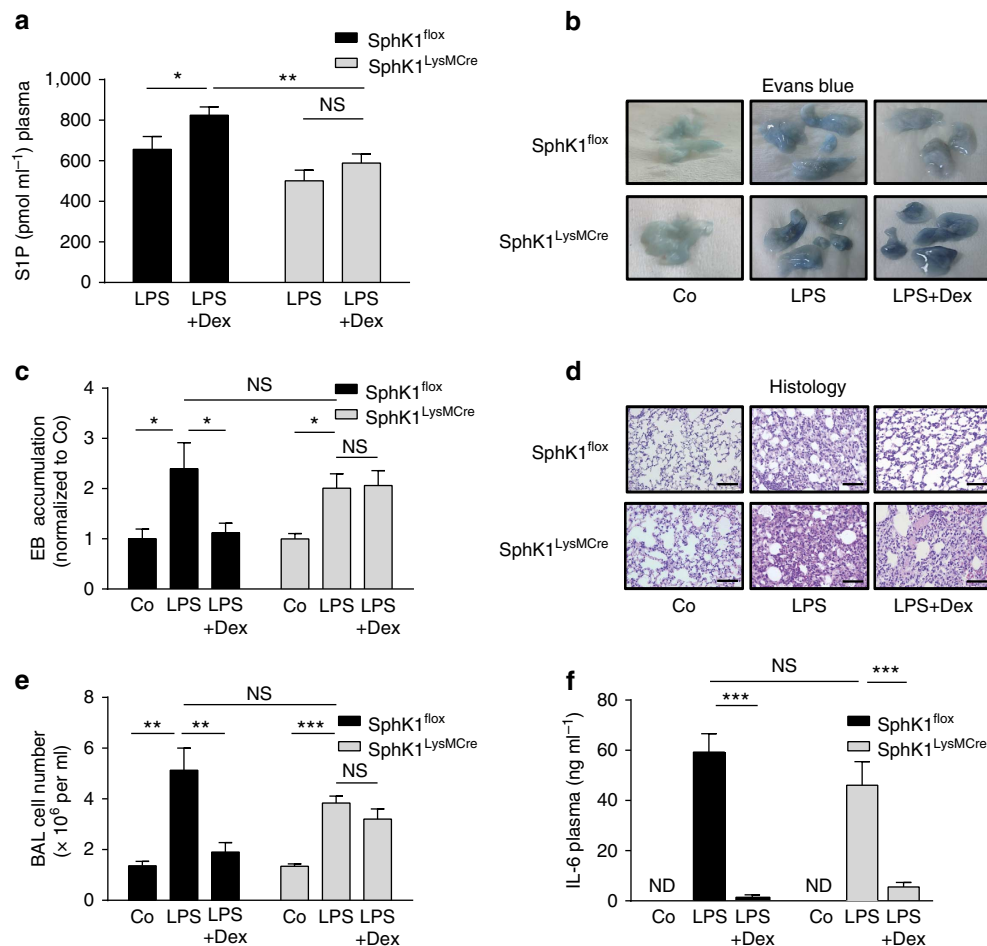 a
SphK1flox
SphK1LysMCre
*
**
NS
1,000
800
600
400
200
0
S1P (pmol ml−1) plasma
LPS
LPS
+Dex
LPS
LPS
+Dex
b
Evans blue
SphK1flox
SphK1LysMCre
Co
LPS
LPS+Dex
c
SphK1flox
SphK1LysMCre
NS
*
*
*
NS
4
3
2
1
0
EB accumulation
(normalized to Co)
Co
LPS
LPS
+Dex
Co
LPS
LPS
+Dex
d
Histology
SphK1flox
SphK1LysMCre
Co
LPS
LPS+Dex
e
NS
SphK1flox
SphK1LysMCre
**
**
***
NS
8
6
4
2
0
BAL cell number
(× 10⁶ per ml)
Co
LPS
LPS
+Dex
Co
LPS
LPS
+Dex
f
NS
***
***
SphK1flox
SphK1LysMCre
80
60
40
20
0
IL-6 plasma (ng ml−1)
ND
ND
Co
LPS
LPS
+Dex
Co
LPS
LPS
+Dex